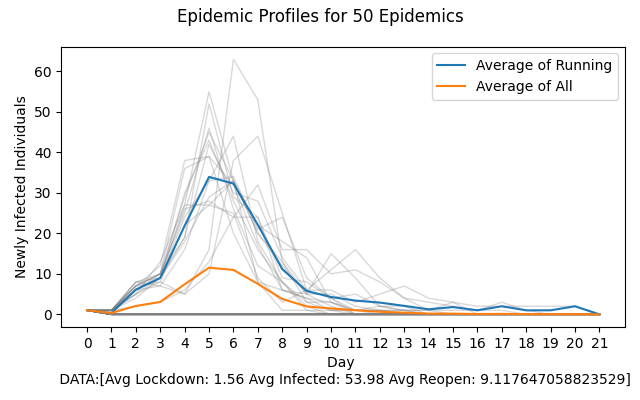 Epidemic Profiles for 50 Epidemics
Average of Running
Average of All
Newly Infected Individuals
60
50
40
30
20
10
0
0 1 2 3 4 5 6 7 8 9 10 11 12 13 14 15 16 17 18 19 20 21
Day
DATA:[Avg Lockdown: 1.56 Avg Infected: 53.98 Avg Reopen: 9.117647058823529]